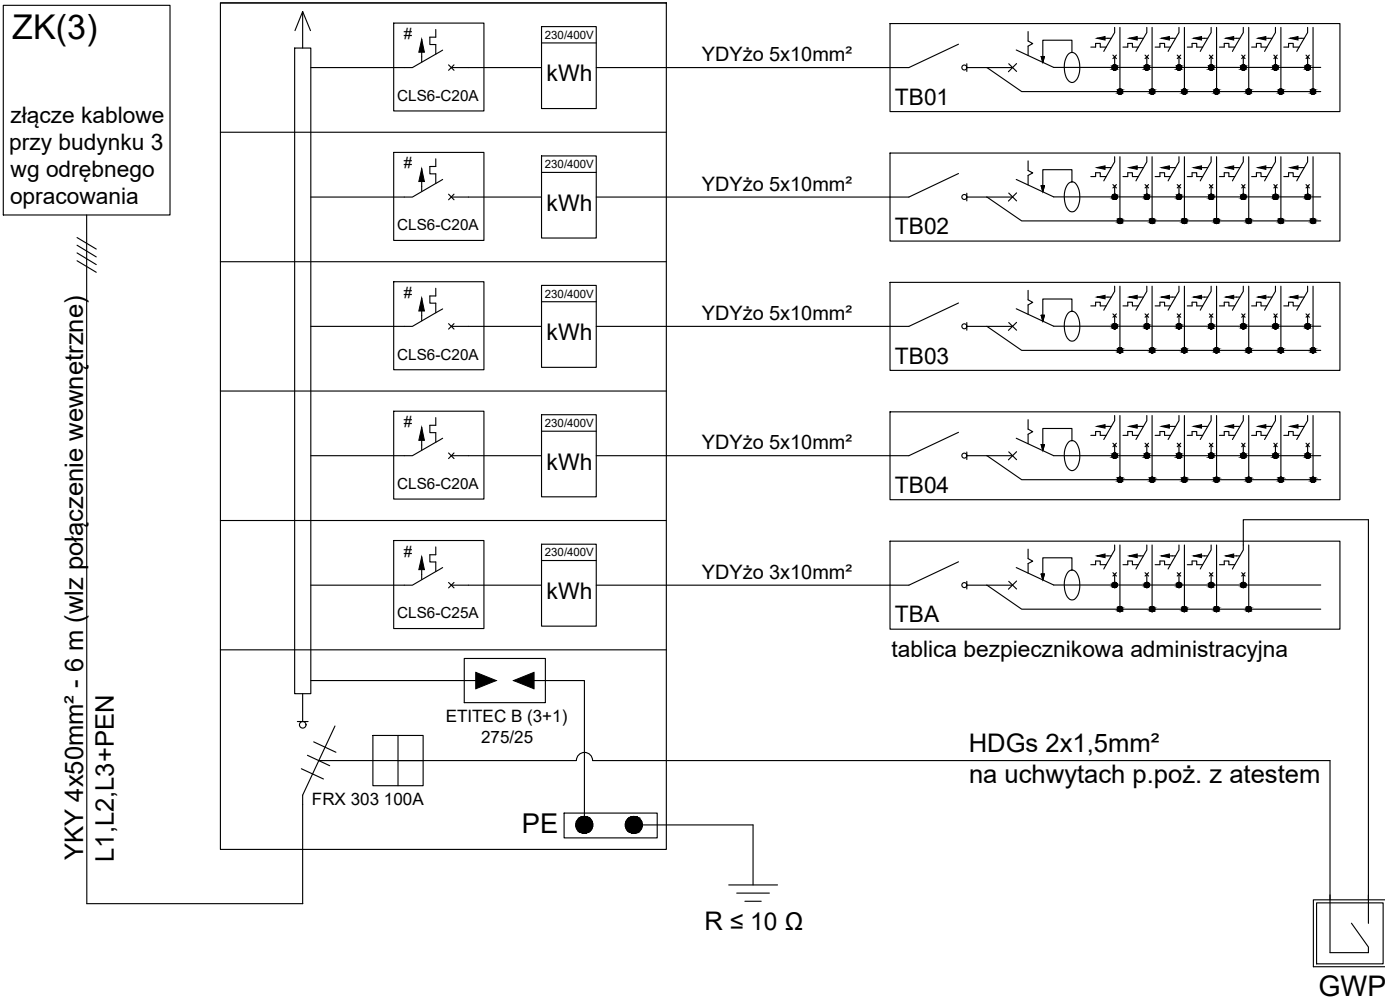 ZK(3)
złącze kablowe
przy budynku 3
wg odrębnego
opracowania
YKY 4x50mm² - 6 m (wlz połączenie wewnętrzne)
L1,L2,L3+PEN
#
CLS6-C20A
230/400V
kWh
YDYżo 5x10mm²
TB01
#
CLS6-C20A
230/400V
kWh
YDYżo 5x10mm²
TB02
#
CLS6-C20A
230/400V
kWh
YDYżo 5x10mm²
TB03
#
CLS6-C20A
230/400V
kWh
YDYżo 5x10mm²
TB04
#
CLS6-C25A
230/400V
kWh
YDYżo 3x10mm²
TBA
tablica bezpiecznikowa administracyjna
ETITEC B (3+1)
275/25
FRX 303 100A
HDGs 2x1,5mm²
na uchwytach p.poż. z atestem
PE
R ≤ 10 Ω
GWP